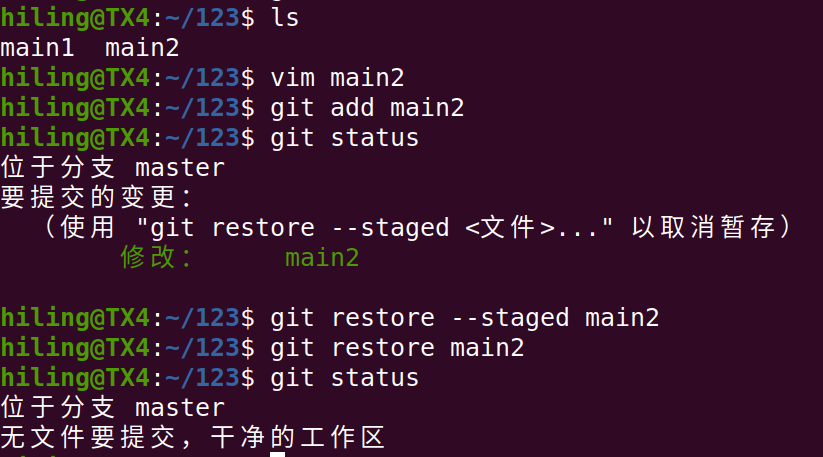 hiling@TX4:~/123$ ls
main1  main2
hiling@TX4:~/123$ vim main2
hiling@TX4:~/123$ git add main2
hiling@TX4:~/123$ git status
位于分支 master
要提交的变更：
  （使用 "git restore --staged <文件>..." 以取消暂存）
        修改：     main2
hiling@TX4:~/123$ git restore --staged main2
hiling@TX4:~/123$ git restore main2
hiling@TX4:~/123$ git status
位于分支 master
无文件要提交，干净的工作区